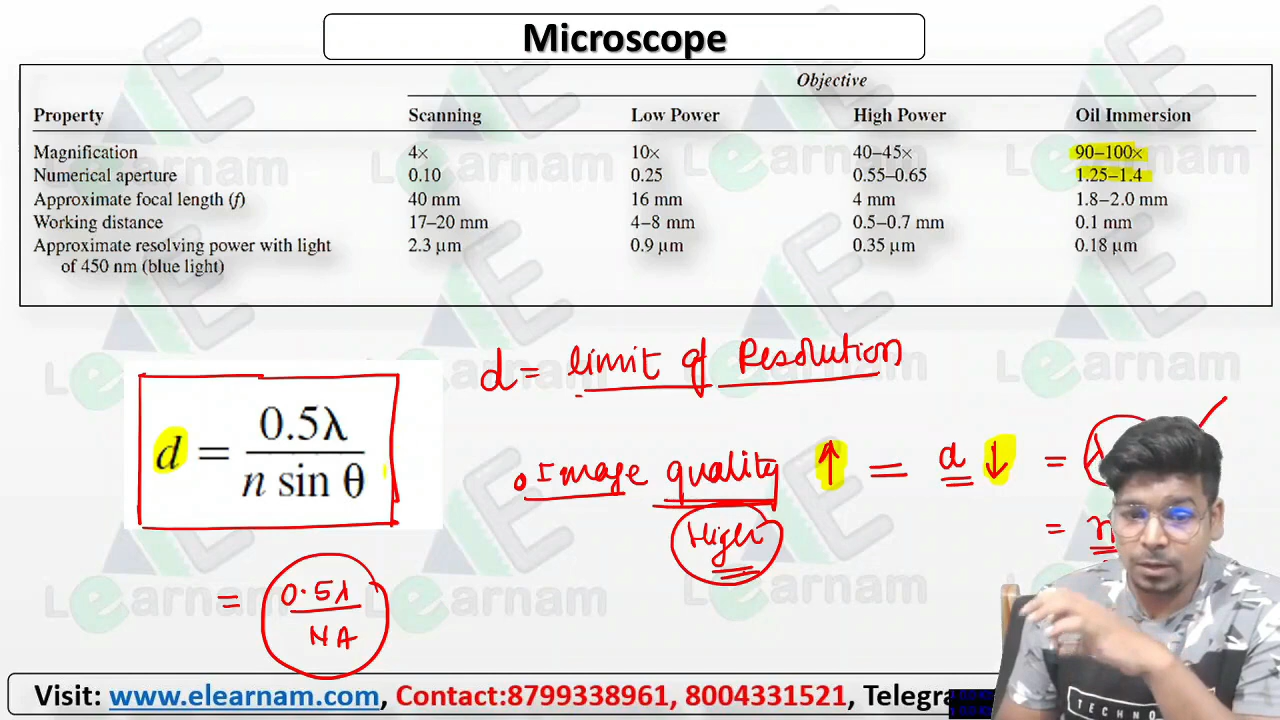 Microscope
Objective
Property Scanning Low Power High Power Oil Immersion
Magnification 4× 10× 40–45× 90–100×
Numerical aperture 0.10 0.25 0.55–0.65 1.25–1.4
Approximate focal length (f) 40 mm 16 mm 4 mm 1.8–2.0 mm
Working distance 17–20 mm 4–8 mm 0.5–0.7 mm 0.1 mm
Approximate resolving power with light 2.3 μm 0.9 μm 0.35 μm 0.18 μm
of 450 nm (blue light)
d = limit of Resolution
d = 0.5λ / n sin θ
Image quality ↑ = d ↓ = λ
High
= n
= 0.5λ / NA
Learnam
Visit: www.elearnam.com, Contact:8799338961, 8004331521, Telegra
TECHNO